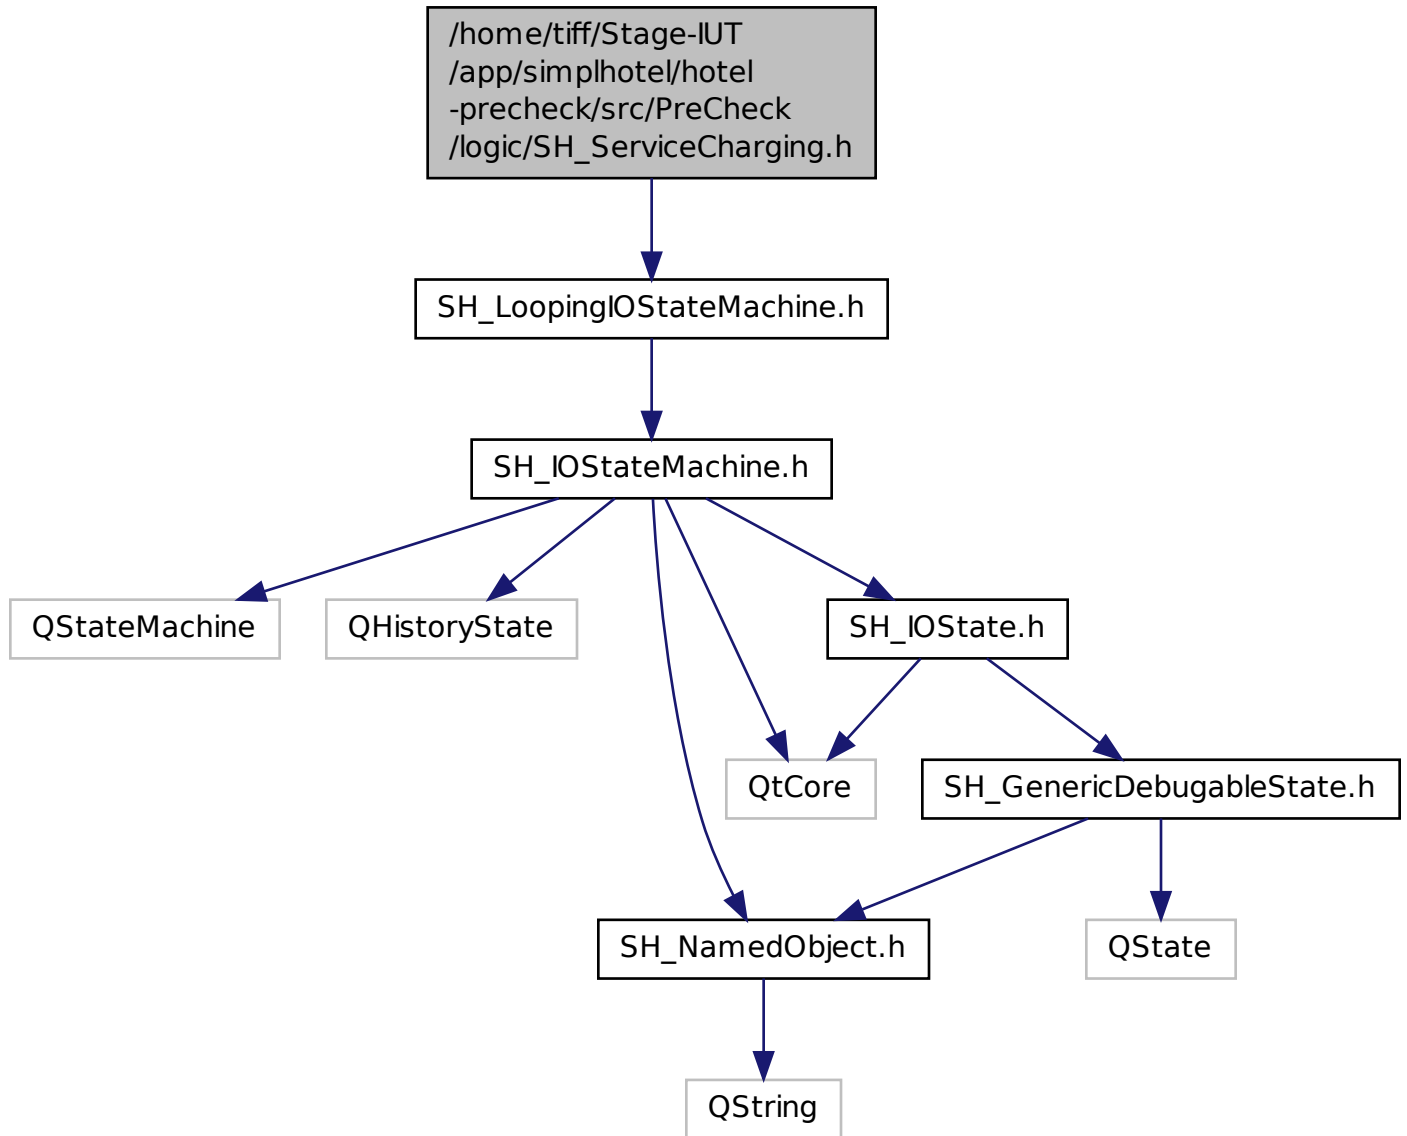 /home/tiff/Stage-IUT
/app/simplhotel/hotel
-precheck/src/PreCheck
/logic/SH_ServiceCharging.h
SH_LoopingIOStateMachine.h
SH_IOStateMachine.h
QStateMachine
QHistoryState
SH_IOState.h
QtCore
SH_GenericDebugableState.h
SH_NamedObject.h
QState
QString